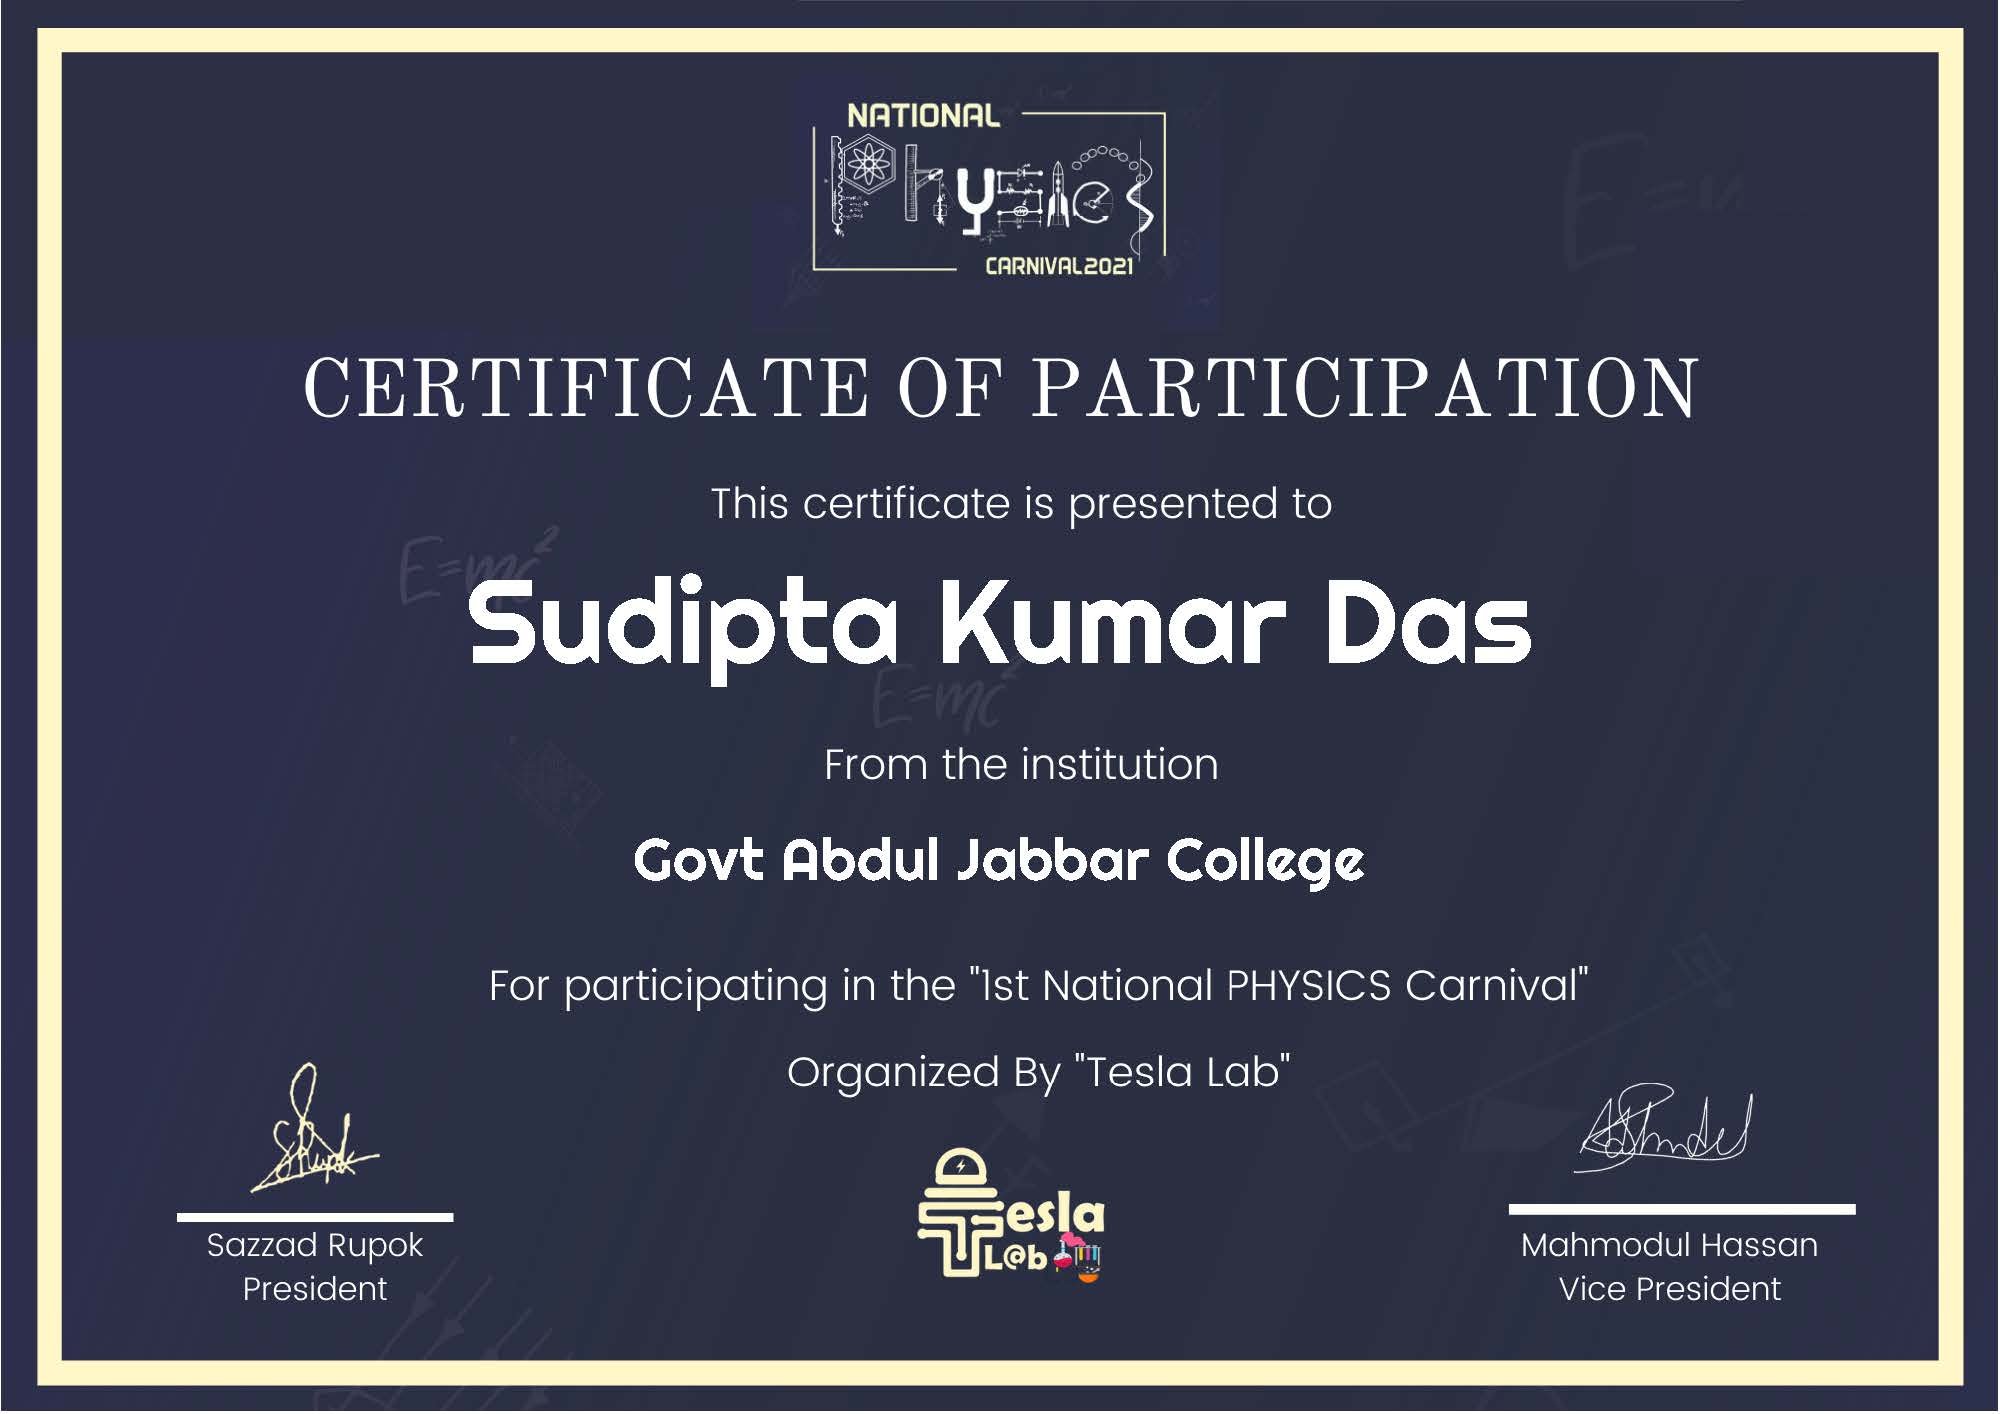 NATIONAL
Physics
CARNIVAL2021
CERTIFICATE OF PARTICIPATION
This certificate is presented to
E=mc²
E=m
Sudipta Kumar Das
E=mc²
From the institution
Govt Abdul Jabbar College
For participating in the "1st National PHYSICS Carnival"
Organized By "Tesla Lab"
Tesla
L@b
Sazzad Rupok
President
Mahmodul Hassan
Vice President